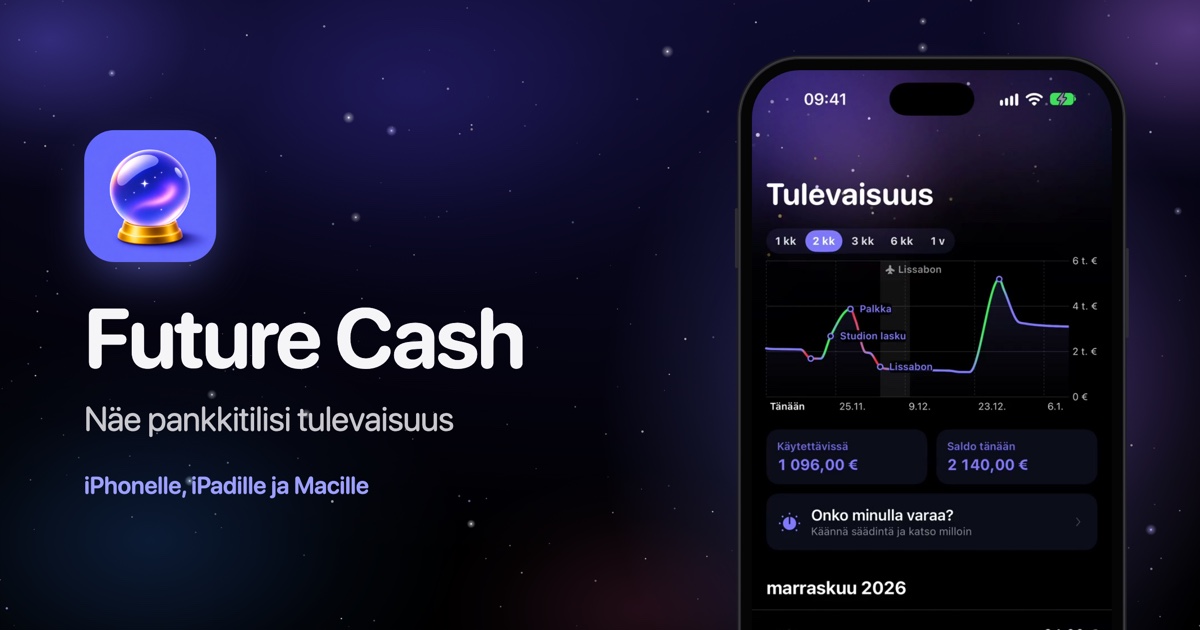 Future Cash
Näe pankkitilisi tulevaisuus
iPhonelle, iPadille ja Macille
09:41
Tulevaisuus
1 kk 2 kk 3 kk 6 kk 1 v
6 t. €
Lissabon
4 t. €
Palkka
Studion lasku
2 t. €
Lissabon
0 €
Tänään 25.11. 9.12. 23.12. 6.1.
Käytettävissä
1 096,00 €
Saldo tänään
2 140,00 €
Onko minulla varaa?
Käännä säädintä ja katso milloin
marraskuu 2026